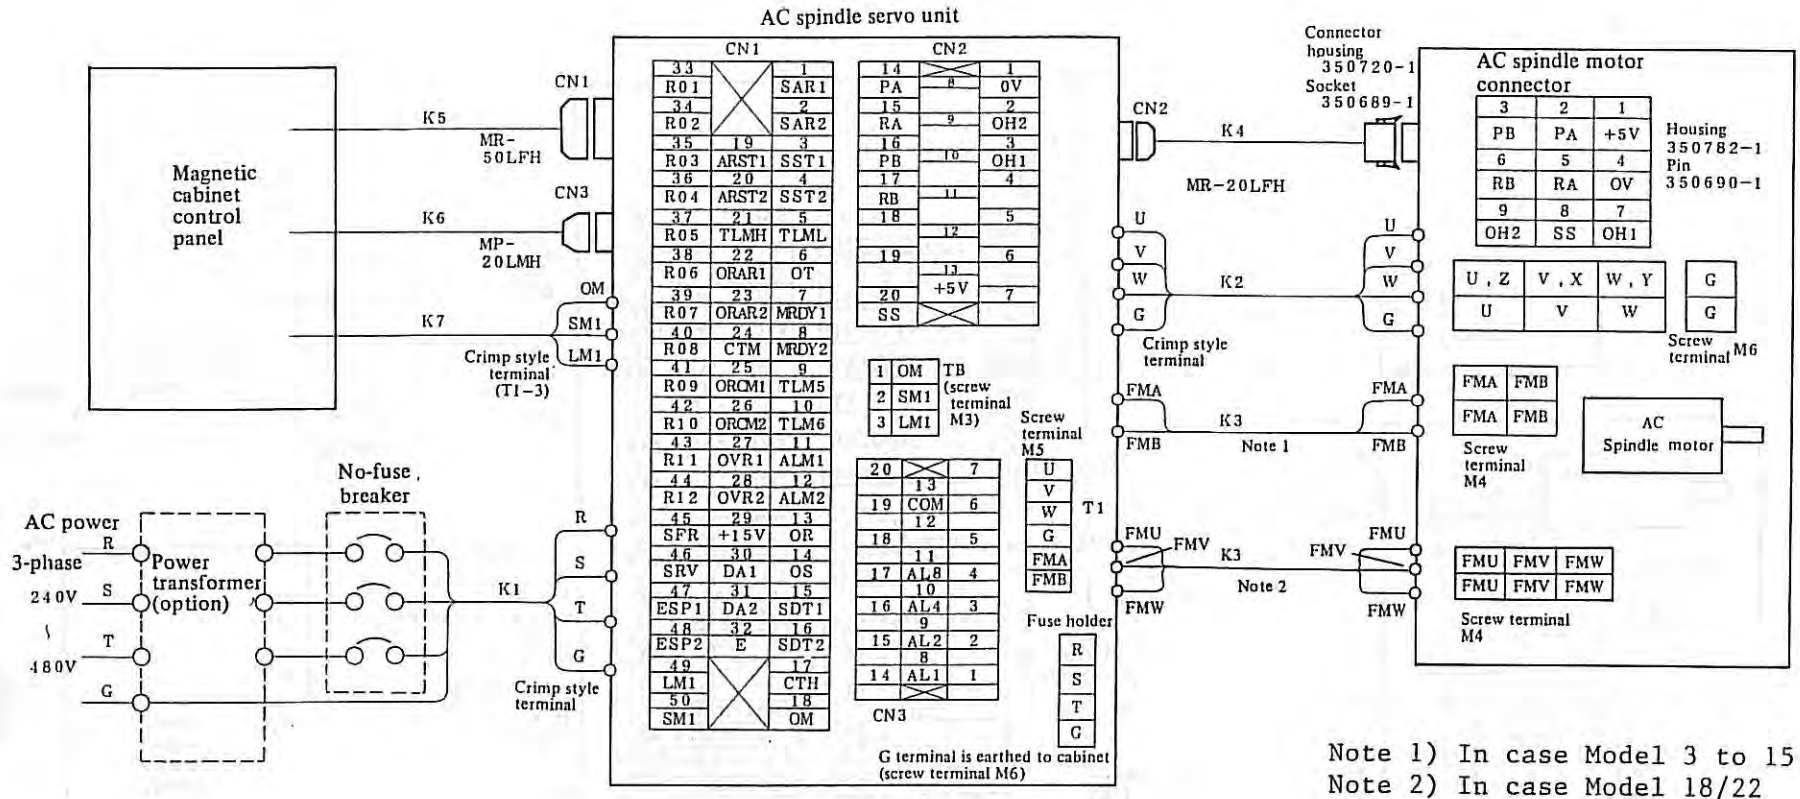 AC spindle servo unit
Magnetic
cabinet
control
panel
K5
MR-
50LFH
CN1
K6
MP-
20LMH
CN3
K7
OM
SM1
LM1
Crimp style
terminal
(T1-3)
AC power
3-phase
240V
480V
R
S
T
G
Power
transformer
(option)
No-fuse
breaker
K1
R
S
T
G
Crimp style
terminal
CN1
33 1
R01 SAR1
34 2
R02 SAR2
35 19 3
R03 ARST1 SST1
36 20 4
R04 ARST2 SST2
37 21 5
R05 TLMH TLML
38 22 6
R06 ORAR1 OT
39 23 7
R07 ORAR2 MRDY1
40 24 8
R08 CTM MRDY2
41 25 9
R09 ORCM1 TLM5
42 26 10
R10 ORCM2 TLM6
43 27 11
R11 OVR1 ALM1
44 28 12
R12 OVR2 ALM2
45 29 13
SFR +15V OR
46 30 14
SRV DA1 OS
47 31 15
ESP1 DA2 SDT1
48 32 16
ESP2 E SDT2
49 17
LM1 CTH
50 18
SM1 OM
CN2
14 1
PA 8 0V
15 2
RA 9 OH2
16 3
PB 10 OH1
17 4
RB 11
18 5
12
19 6
13
+5V
20 7
SS
1 OM
2 SM1
3 LM1
TB
(screw
terminal
M3)
20 7
13
19 COM 6
12
18 5
11
17 AL8 4
10
16 AL4 3
9
15 AL2 2
8
14 AL1 1
CN3
Screw
terminal
M5
U
V
W
G
FMA
FMB
T1
Fuse holder
R
S
T
G
G terminal is earthed to cabinet
(screw terminal M6)
CN2
K4
MR-20LFH
Connector
housing
350720-1
Socket
350689-1
U
V
W
G
Crimp style
terminal
K2
U
V
W
G
FMA
FMB
K3
Note 1
FMA
FMB
FMU
FMV
FMW
K3
Note 2
FMU
FMV
FMW
AC spindle motor
connector
3 2 1
PB PA +5V
6 5 4
RB RA OV
9 8 7
OH2 SS OH1
Housing
350782-1
Pin
350690-1
U , Z V , X W , Y
U V W
G
G
Screw
terminal M6
FMA FMB
FMA FMB
Screw
terminal
M4
AC
Spindle motor
FMU FMV FMW
FMU FMV FMW
Screw terminal
M4
Note 1) In case Model 3 to 15
Note 2) In case Model 18/22